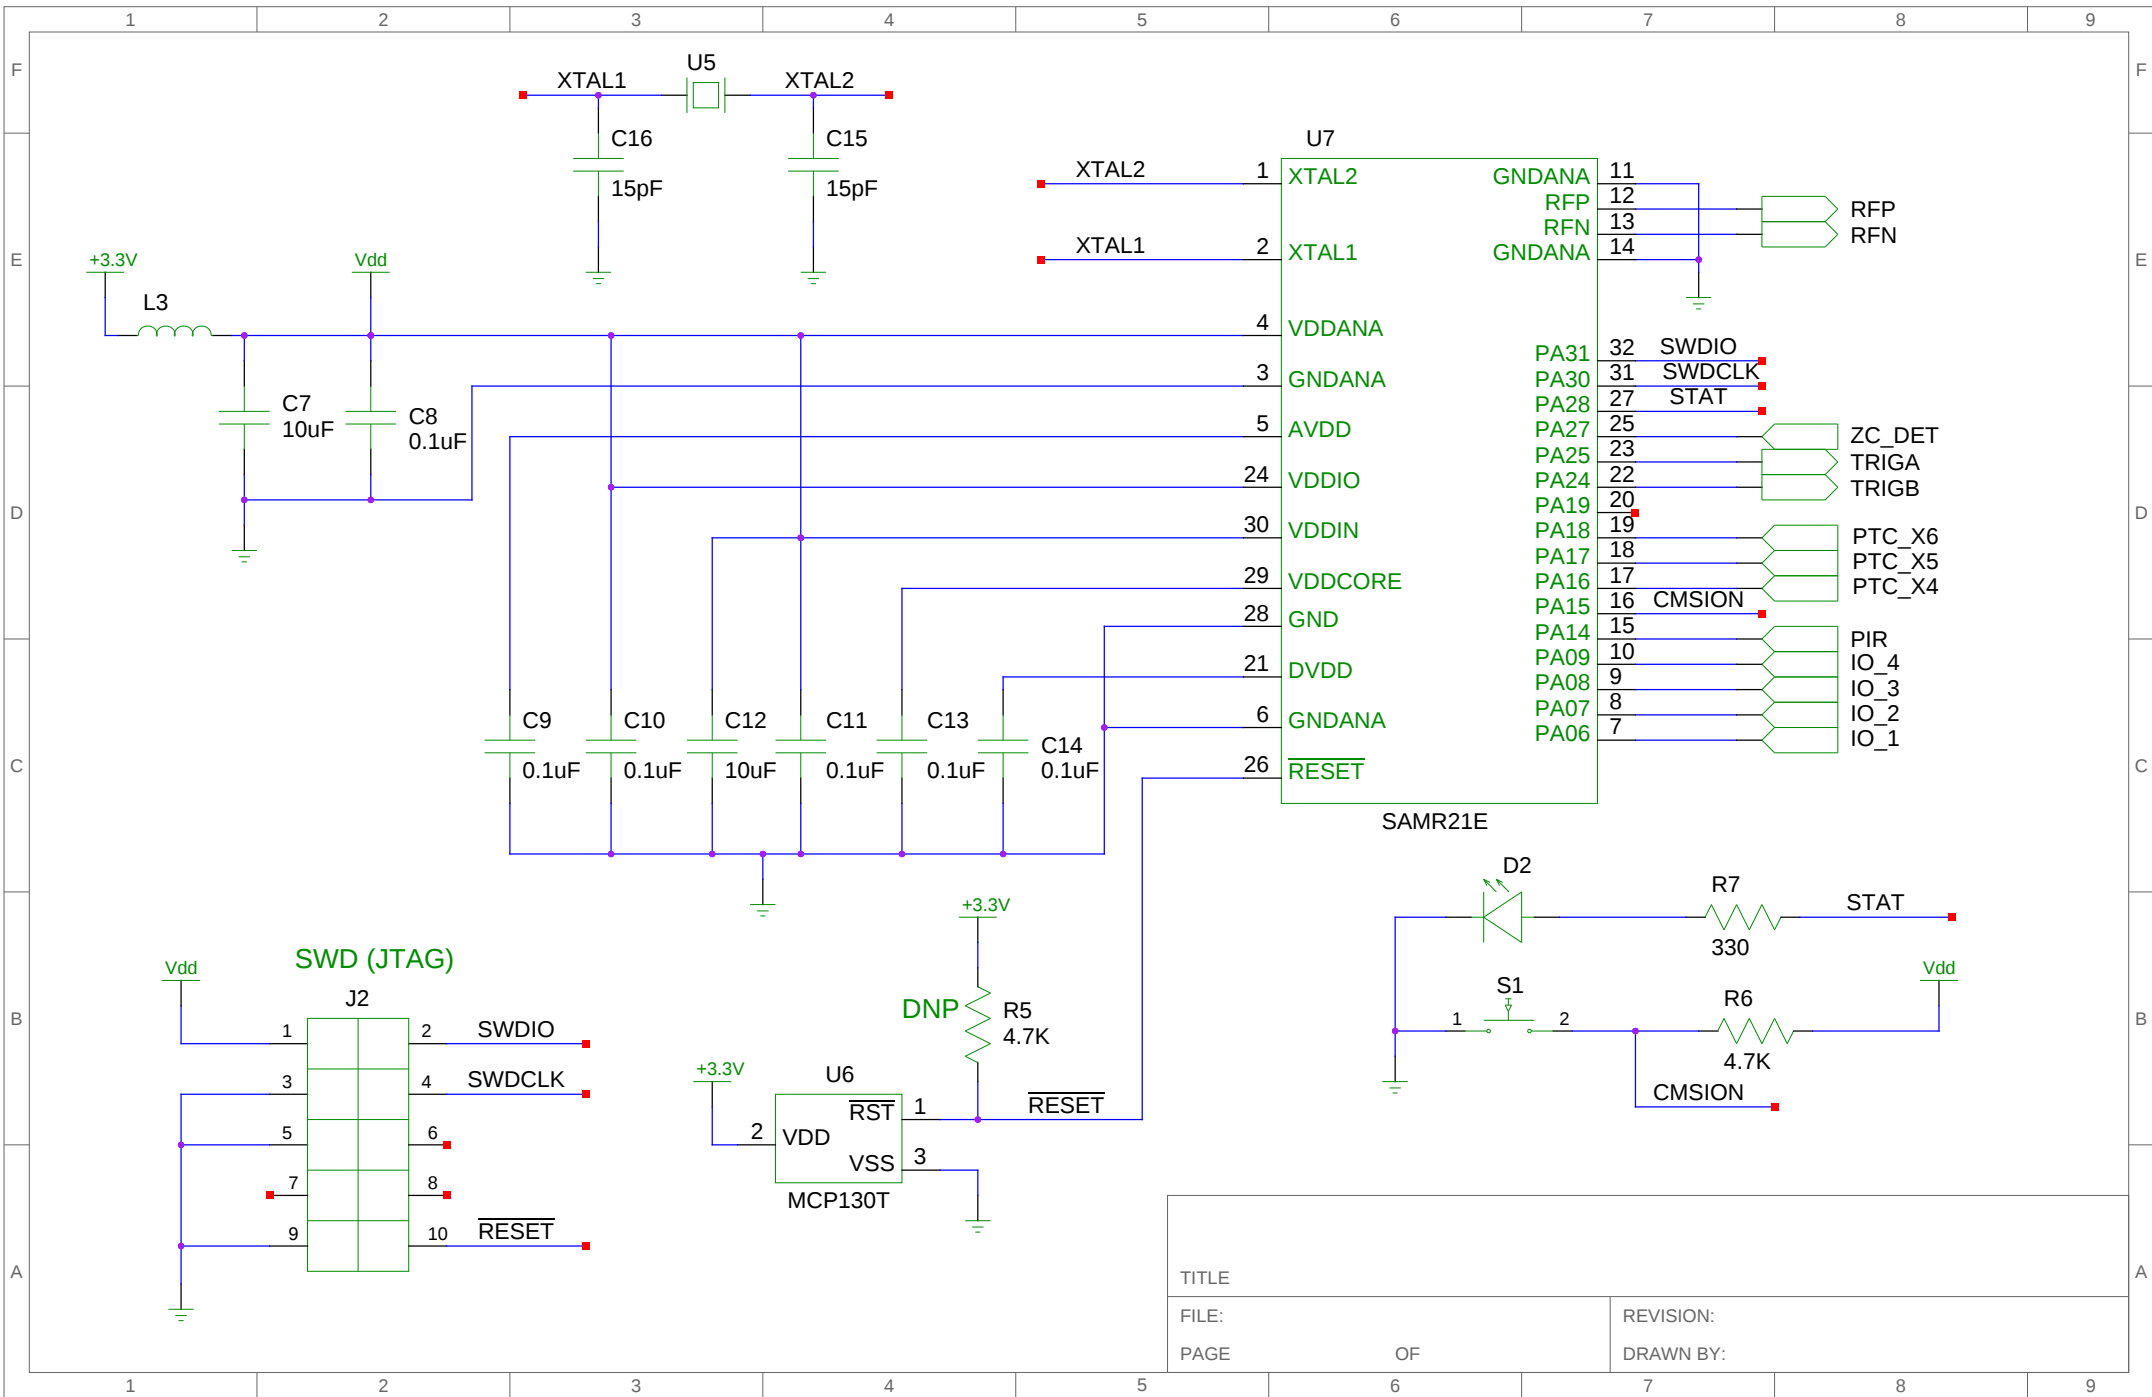 1 2 3 4 5 6 7 8 9
F F
E E
D D
C C
B B
A A
XTAL1 U5 XTAL2
C16 C15
15pF 15pF
+3.3V Vdd
L3
C7
10uF
C8
0.1uF
C9
0.1uF
C10
0.1uF
C12
10uF
C11
0.1uF
C13
0.1uF
C14
0.1uF
U7
XTAL2 1 XTAL2
XTAL1 2 XTAL1
4 VDDANA
3 GNDANA
5 AVDD
24 VDDIO
30 VDDIN
29 VDDCORE
28 GND
21 DVDD
6 GNDANA
26 RESET
GNDANA 11
RFP 12 RFP
RFN 13 RFN
GNDANA 14
PA31 32 SWDIO
PA30 31 SWDCLK
PA28 27 STAT
PA27 25 ZC_DET
PA25 23 TRIGA
PA24 22 TRIGB
PA19 20
PA18 19 PTC_X6
PA17 18 PTC_X5
PA16 17 PTC_X4
PA15 16 CMSION
PA14 15 PIR
PA09 10 IO_4
PA08 9 IO_3
PA07 8 IO_2
PA06 7 IO_1
SAMR21E
D2 R7 STAT
330
S1 R6 Vdd
1 2
4.7K
CMSION
SWD (JTAG)
Vdd
J2
1 2 SWDIO
3 4 SWDCLK
5 6
7 8
9 10 RESET
+3.3V
DNP R5
4.7K
+3.3V
U6
RST 1 RESET
2 VDD
VSS 3
MCP130T
TITLE
FILE: REVISION:
PAGE OF DRAWN BY:
1 2 3 4 5 6 7 8 9